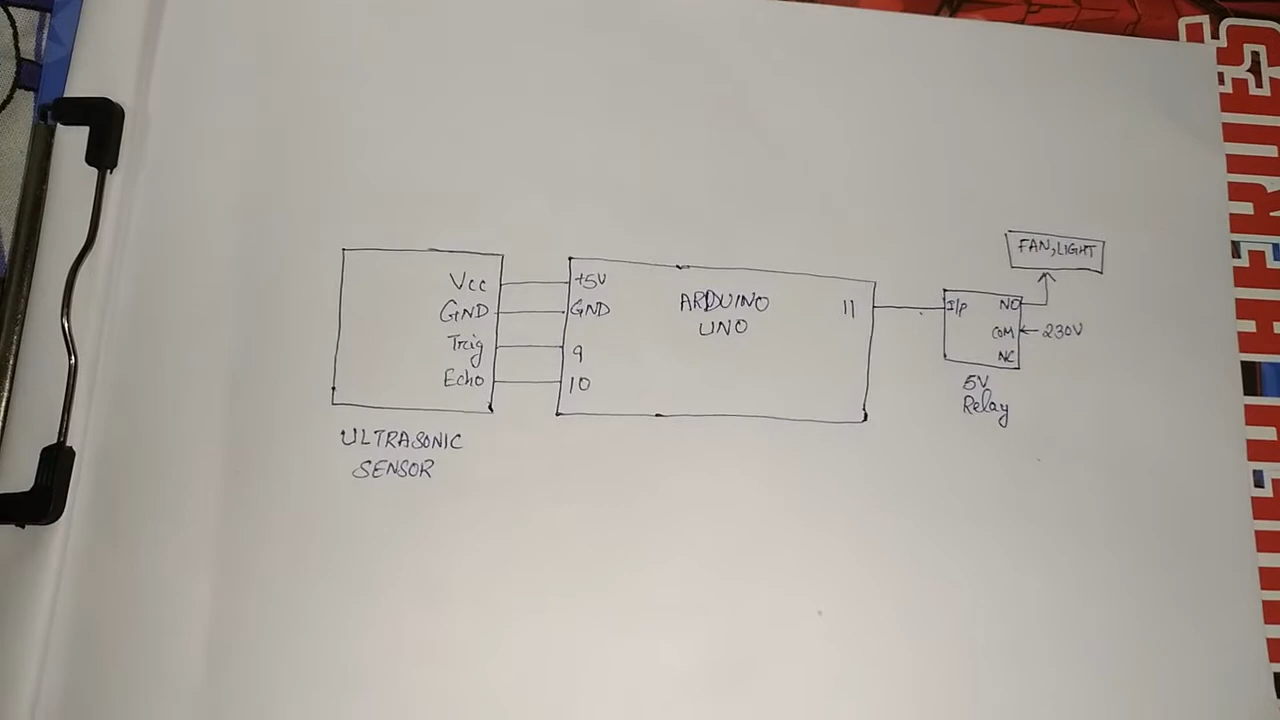 Vcc
GND
Trig
Echo
ULTRASONIC
SENSOR
+5V
GND
9
10
ARDUINO
UNO
11
I/p
NO
COM
NC
230V
5V
Relay
FAN, LIGHT